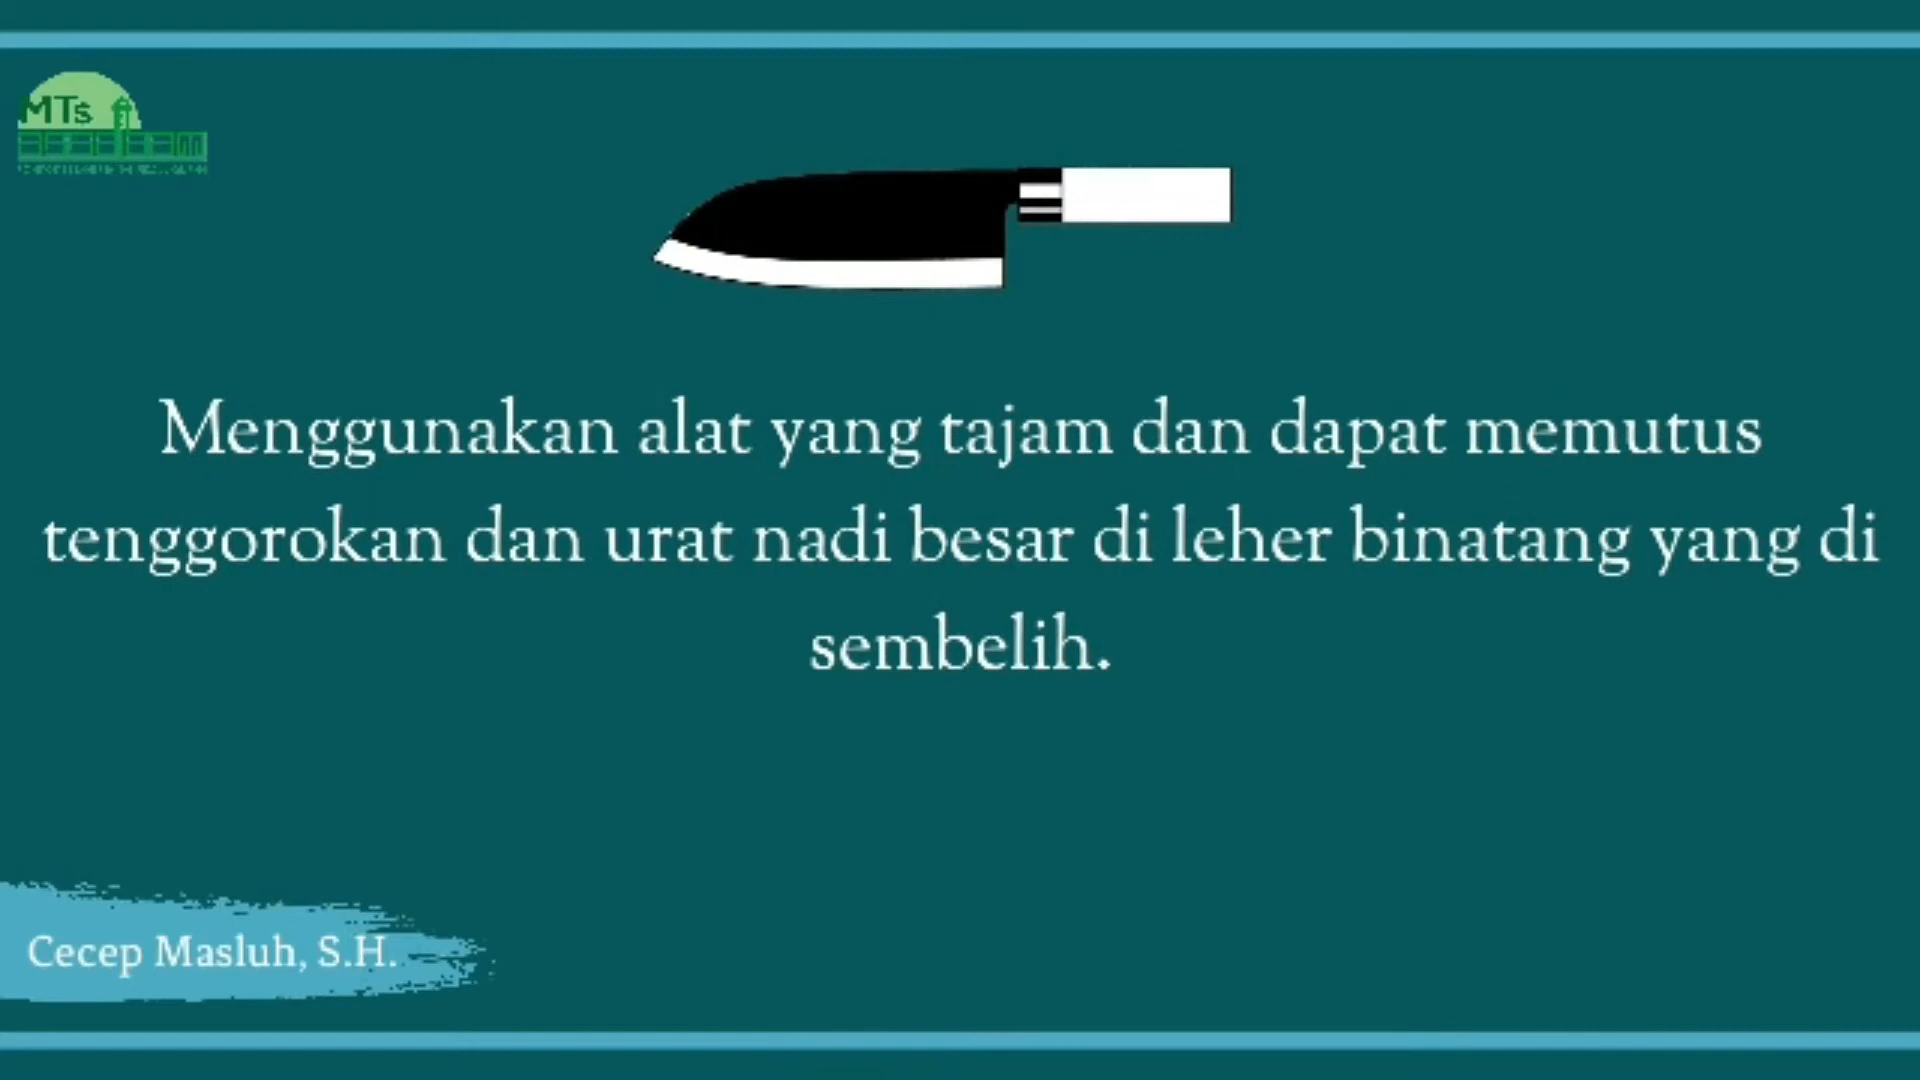 MTs
Menggunakan alat yang tajam dan dapat memutus
tenggorokan dan urat nadi besar di leher binatang yang di
sembelih.
Cecep Masluh, S.H.